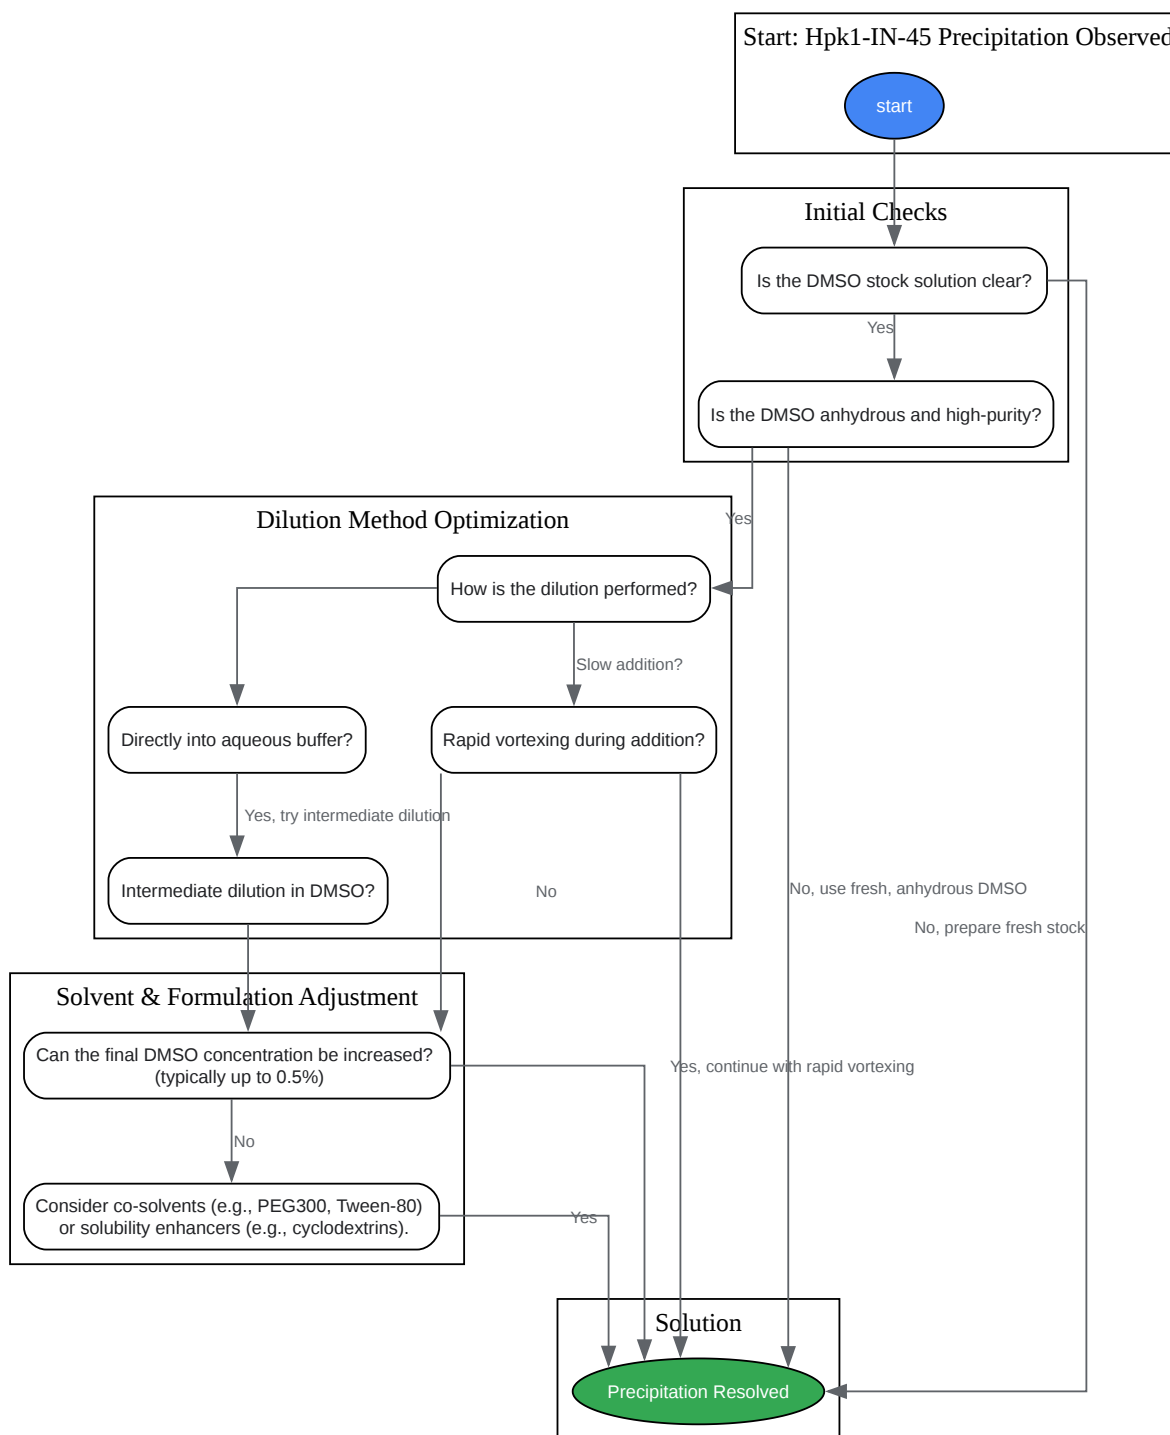 Start: Hpk1-IN-45 Precipitation Observed
start
Initial Checks
Is the DMSO stock solution clear?
Yes
Is the DMSO anhydrous and high-purity?
Yes
Dilution Method Optimization
How is the dilution performed?
Slow addition?
Directly into aqueous buffer?
Rapid vortexing during addition?
Yes, try intermediate dilution
Intermediate dilution in DMSO?
No
No, use fresh, anhydrous DMSO
No, prepare fresh stock
Solvent & Formulation Adjustment
Can the final DMSO concentration be increased?
(typically up to 0.5%)
Yes, continue with rapid vortexing
No
Consider co-solvents (e.g., PEG300, Tween-80)
or solubility enhancers (e.g., cyclodextrins).
Yes
Solution
Precipitation Resolved